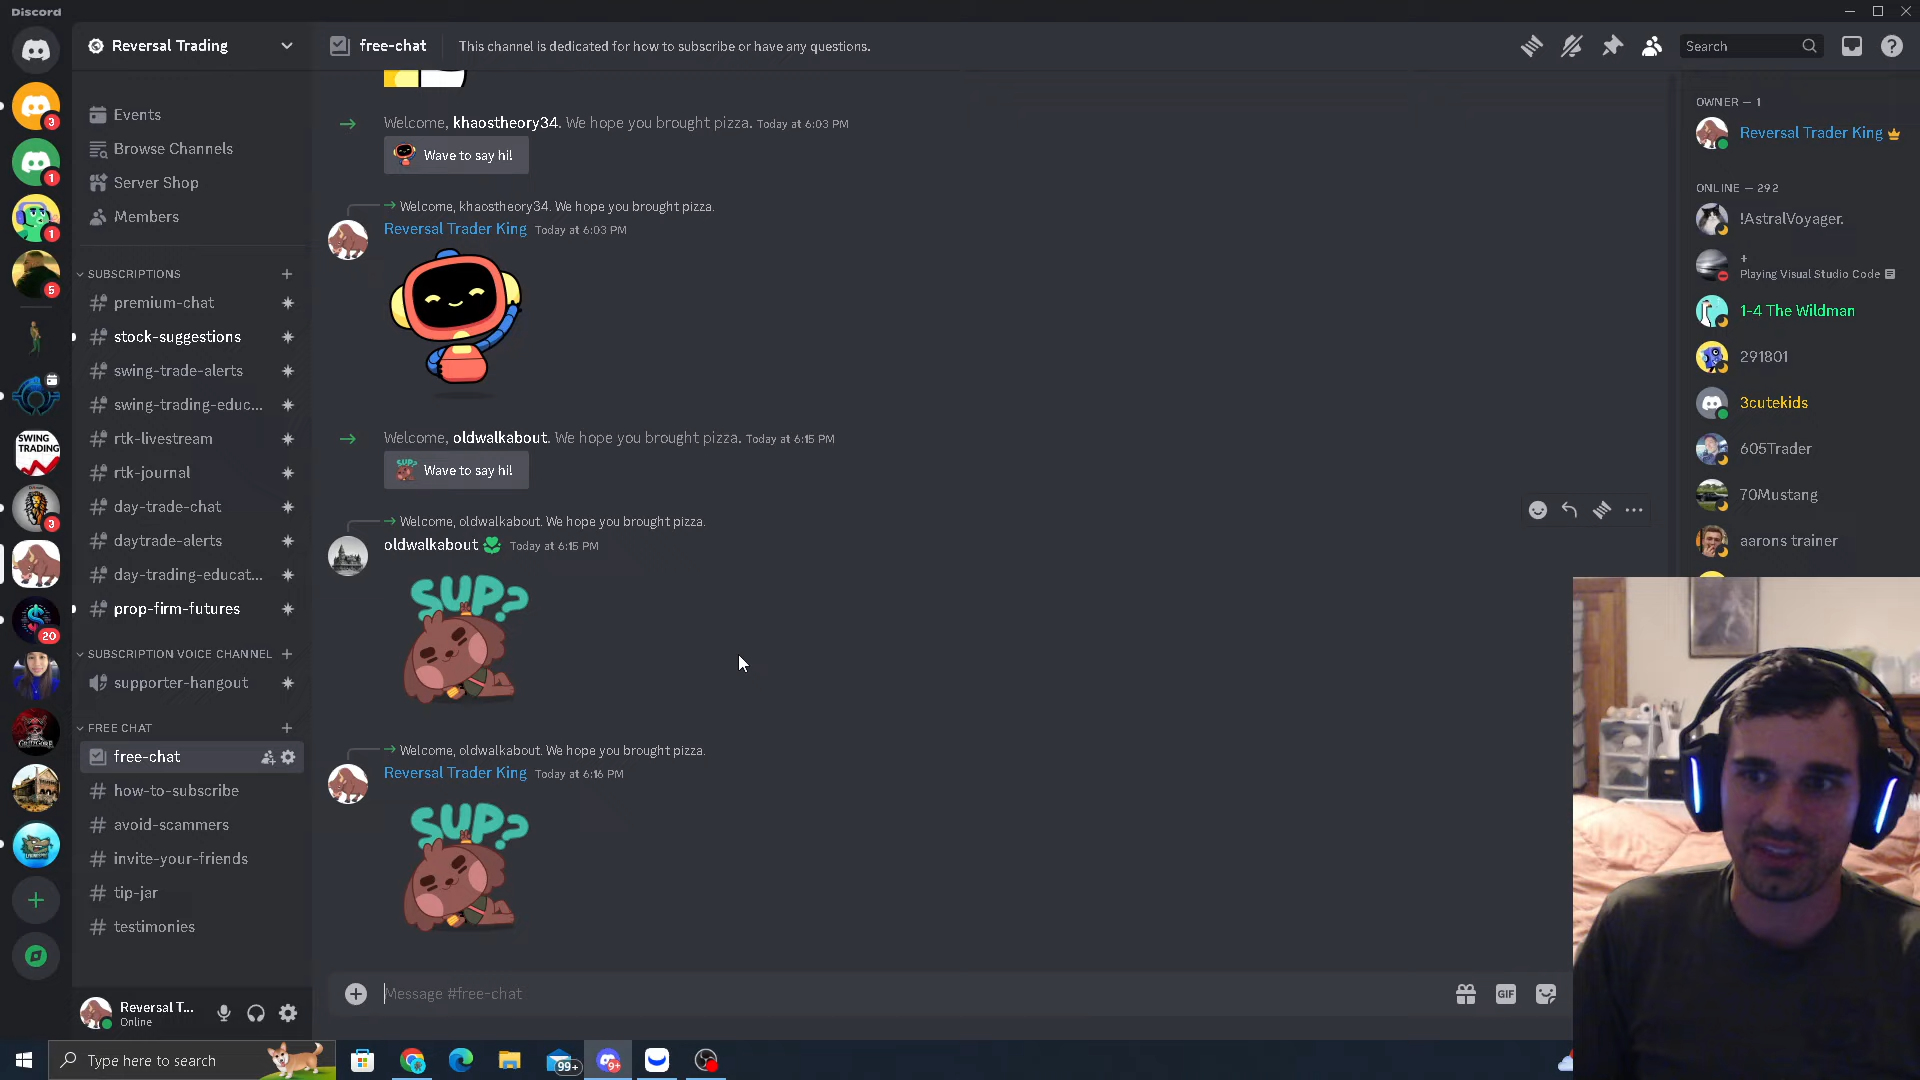 Discord
Reversal Trading
free-chat
This channel is dedicated for how to subscribe or have any questions.
Search
Events
Browse Channels
Server Shop
Members
SUBSCRIPTIONS
premium-chat
stock-suggestions
swing-trade-alerts
swing-trading-educ...
rtk-livestream
rtk-journal
day-trade-chat
daytrade-alerts
day-trading-educat...
prop-firm-futures
SUBSCRIPTION VOICE CHANNEL
supporter-hangout
FREE CHAT
free-chat
how-to-subscribe
avoid-scammers
invite-your-friends
tip-jar
testimonies
Reversal T...
Online
3
1
1
5
SWING
TRADING
3
20
Welcome, khaostheory34. We hope you brought pizza. Today at 6:03 PM
Wave to say hi!
Welcome, khaostheory34. We hope you brought pizza.
Reversal Trader King Today at 6:03 PM
Welcome, oldwalkabout. We hope you brought pizza. Today at 6:15 PM
Wave to say hi!
Welcome, oldwalkabout. We hope you brought pizza.
oldwalkabout Today at 6:15 PM
SUP?
Welcome, oldwalkabout. We hope you brought pizza.
Reversal Trader King Today at 6:16 PM
SUP?
Message #free-chat
GIF
OWNER — 1
Reversal Trader King
ONLINE — 292
!AstralVoyager.
+
Playing Visual Studio Code
1-4 The Wildman
291801
3cutekids
605Trader
70Mustang
aarons trainer
Type here to search
99+
9+